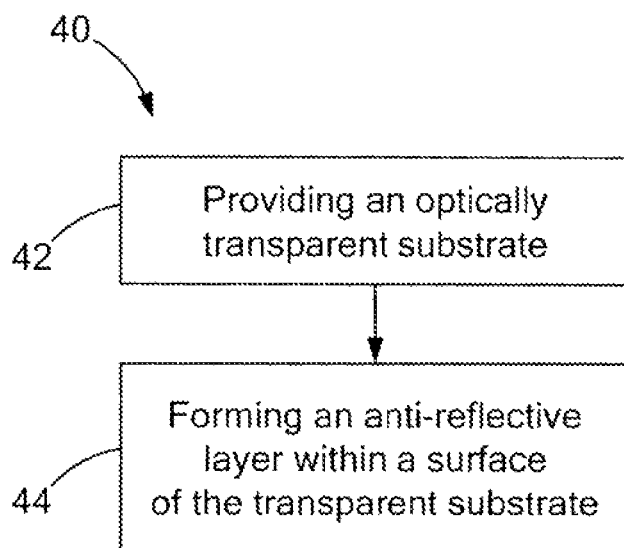 40
Providing an optically
transparent substrate
42
Forming an anti-reflective
layer within a surface
of the transparent substrate
44